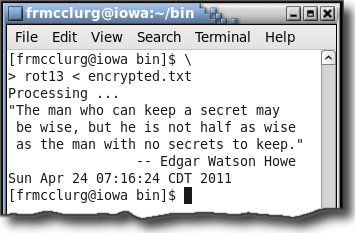 frmcclurg@iowa:~/bin
File Edit View Search Terminal Help
[frmcclurg@iowa bin]$ \
> rot13 < encrypted.txt
Processing ...
"The man who can keep a secret may
be wise, but he is not half as wise
as the man with no secrets to keep."
-- Edgar Watson Howe
Sun Apr 24 07:16:24 CDT 2011
[frmcclurg@iowa bin]$